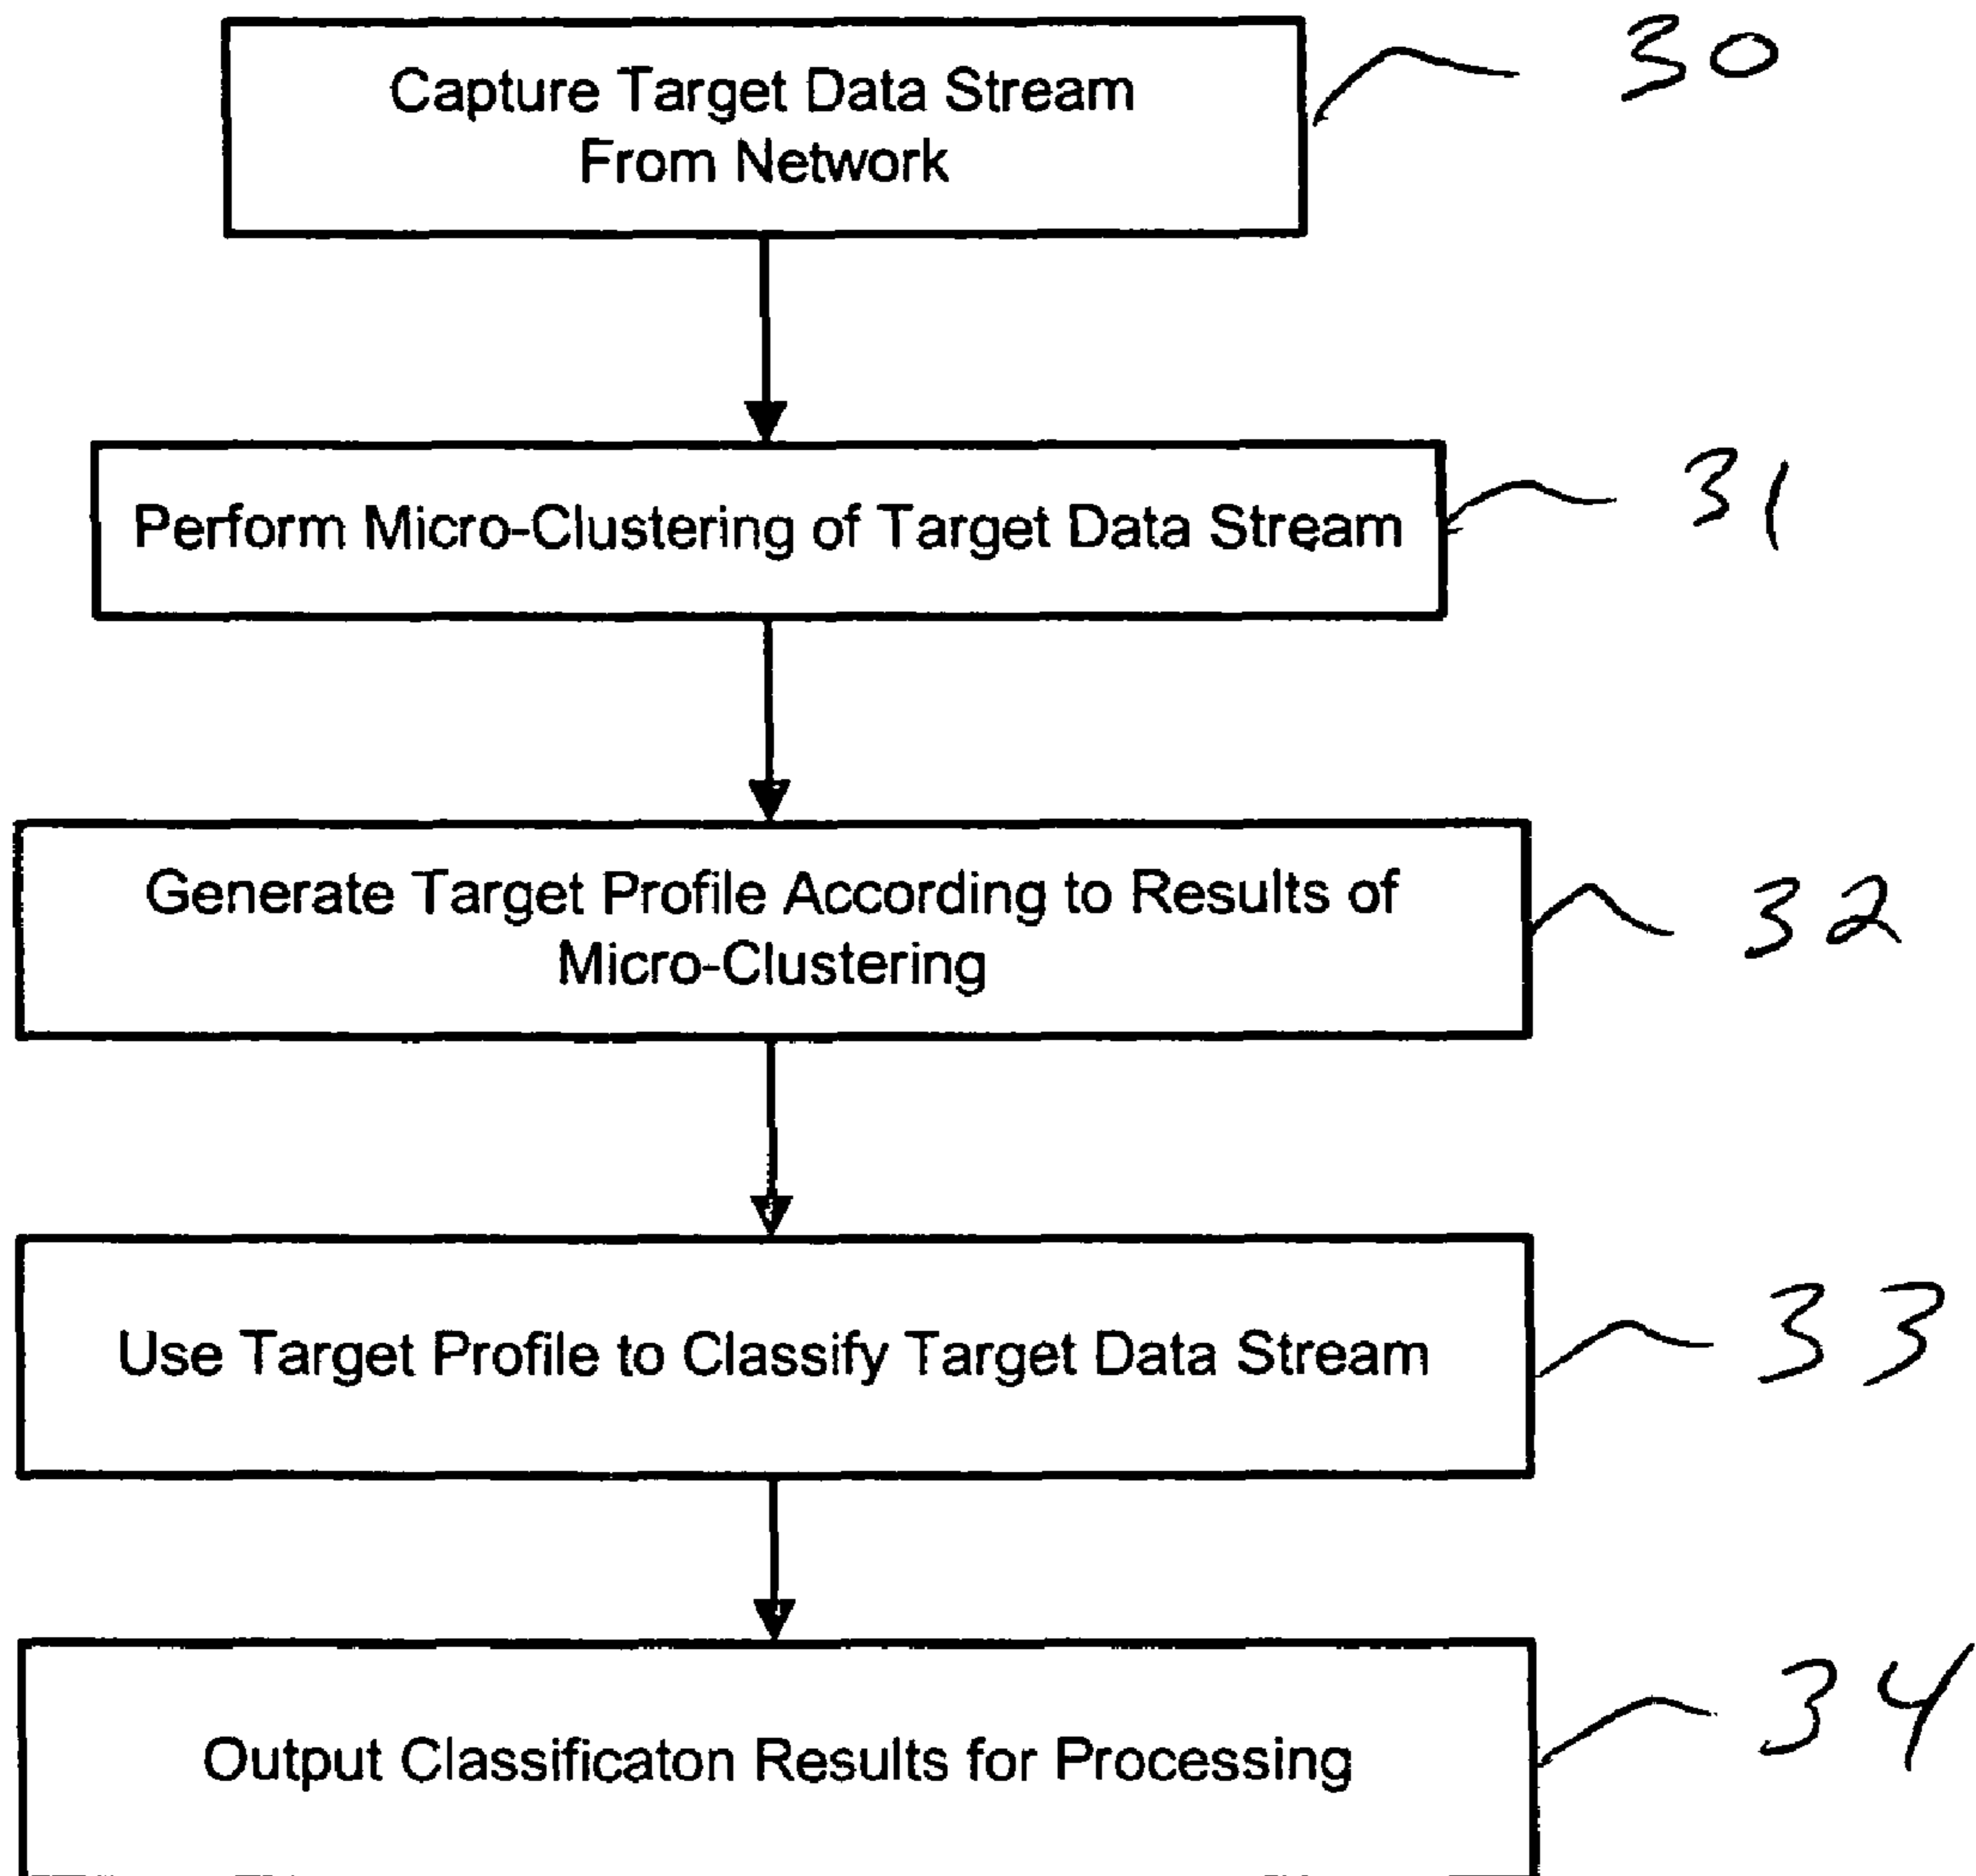 Capture Target Data Stream
From Network
30
Perform Micro-Clustering of Target Data Stream
31
Generate Target Profile According to Results of
Micro-Clustering
32
Use Target Profile to Classify Target Data Stream
33
Output Classificaton Results for Processing
34